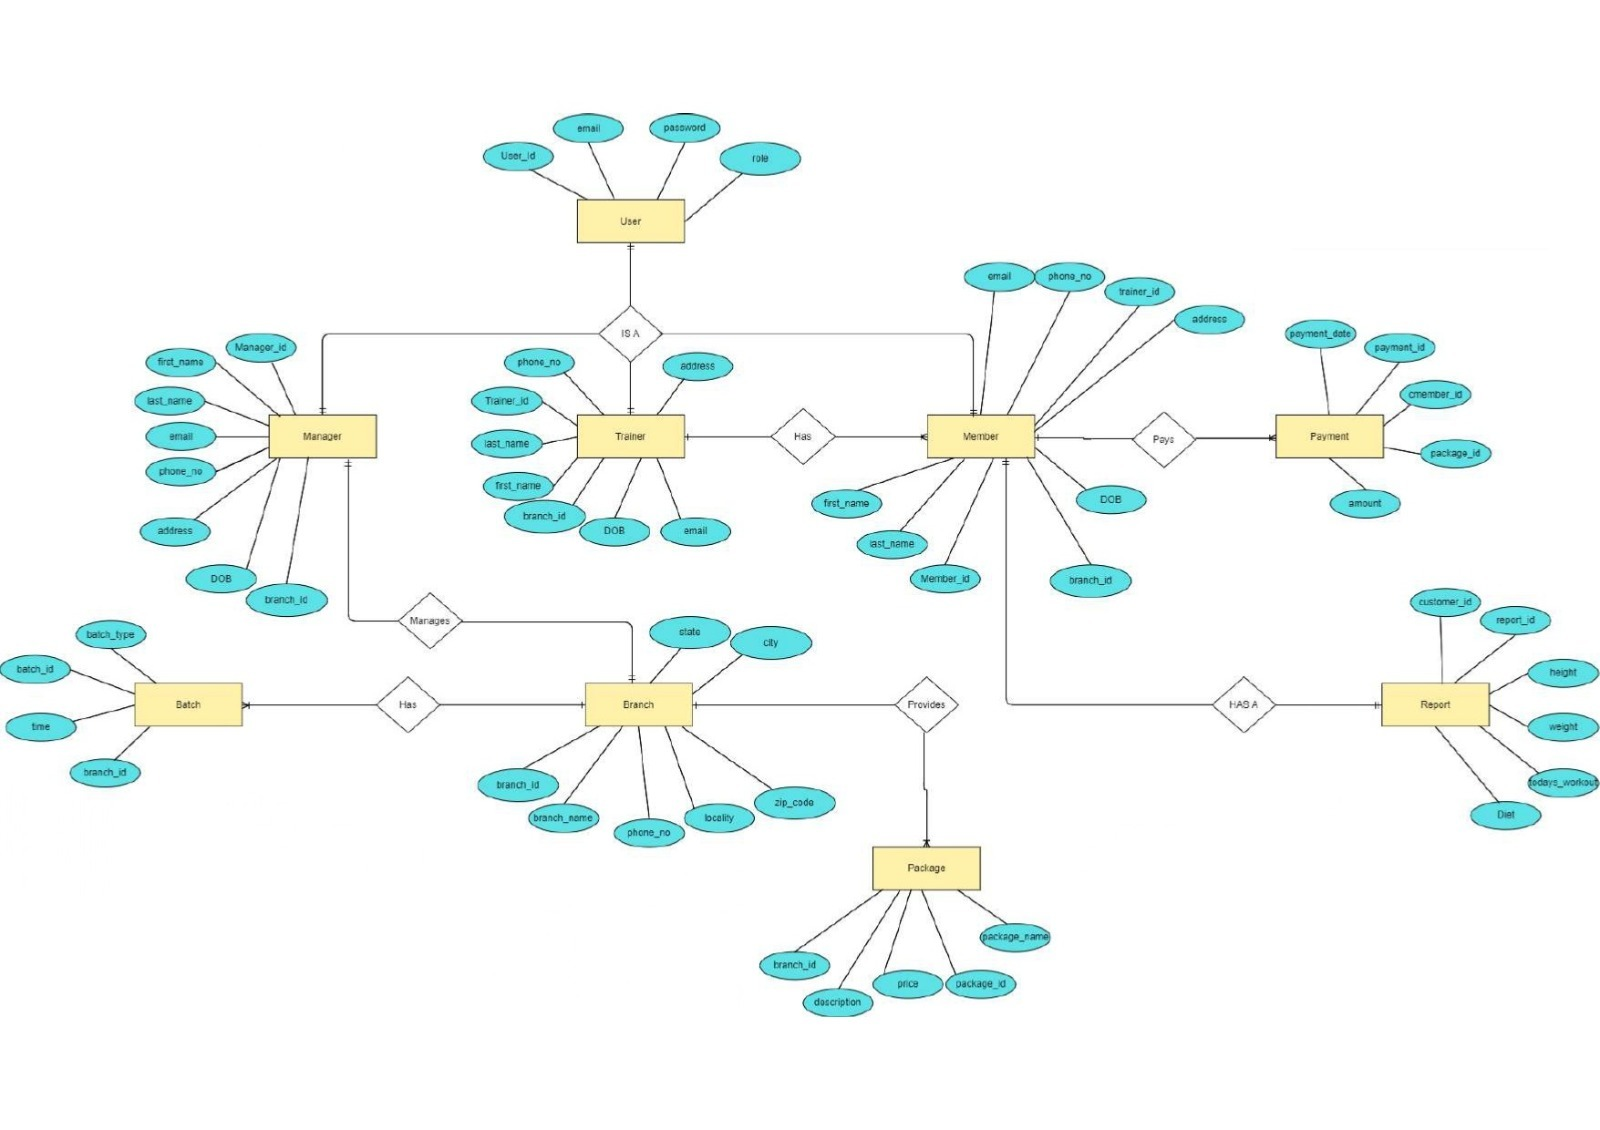 email
password
User_id
role
User
IS A
Manager_id
first_name
last_name
email
phone_no
address
DOB
branch_id
Manager
phone_no
address
Trainer_id
last_name
first_name
branch_id
DOB
email
Trainer
Has
email
phone_no
trainer_id
address
Member
first_name
last_name
Member_id
branch_id
DOB
Pays
payment_date
payment_id
cmember_id
package_id
amount
Payment
Manages
batch_type
batch_id
time
branch_id
Batch
Has
state
city
Branch
branch_id
branch_name
phone_no
locality
zip_code
Provides
HAS A
customer_id
report_id
height
weight
todays_workout
Diet
Report
Package
package_name
branch_id
description
price
package_id